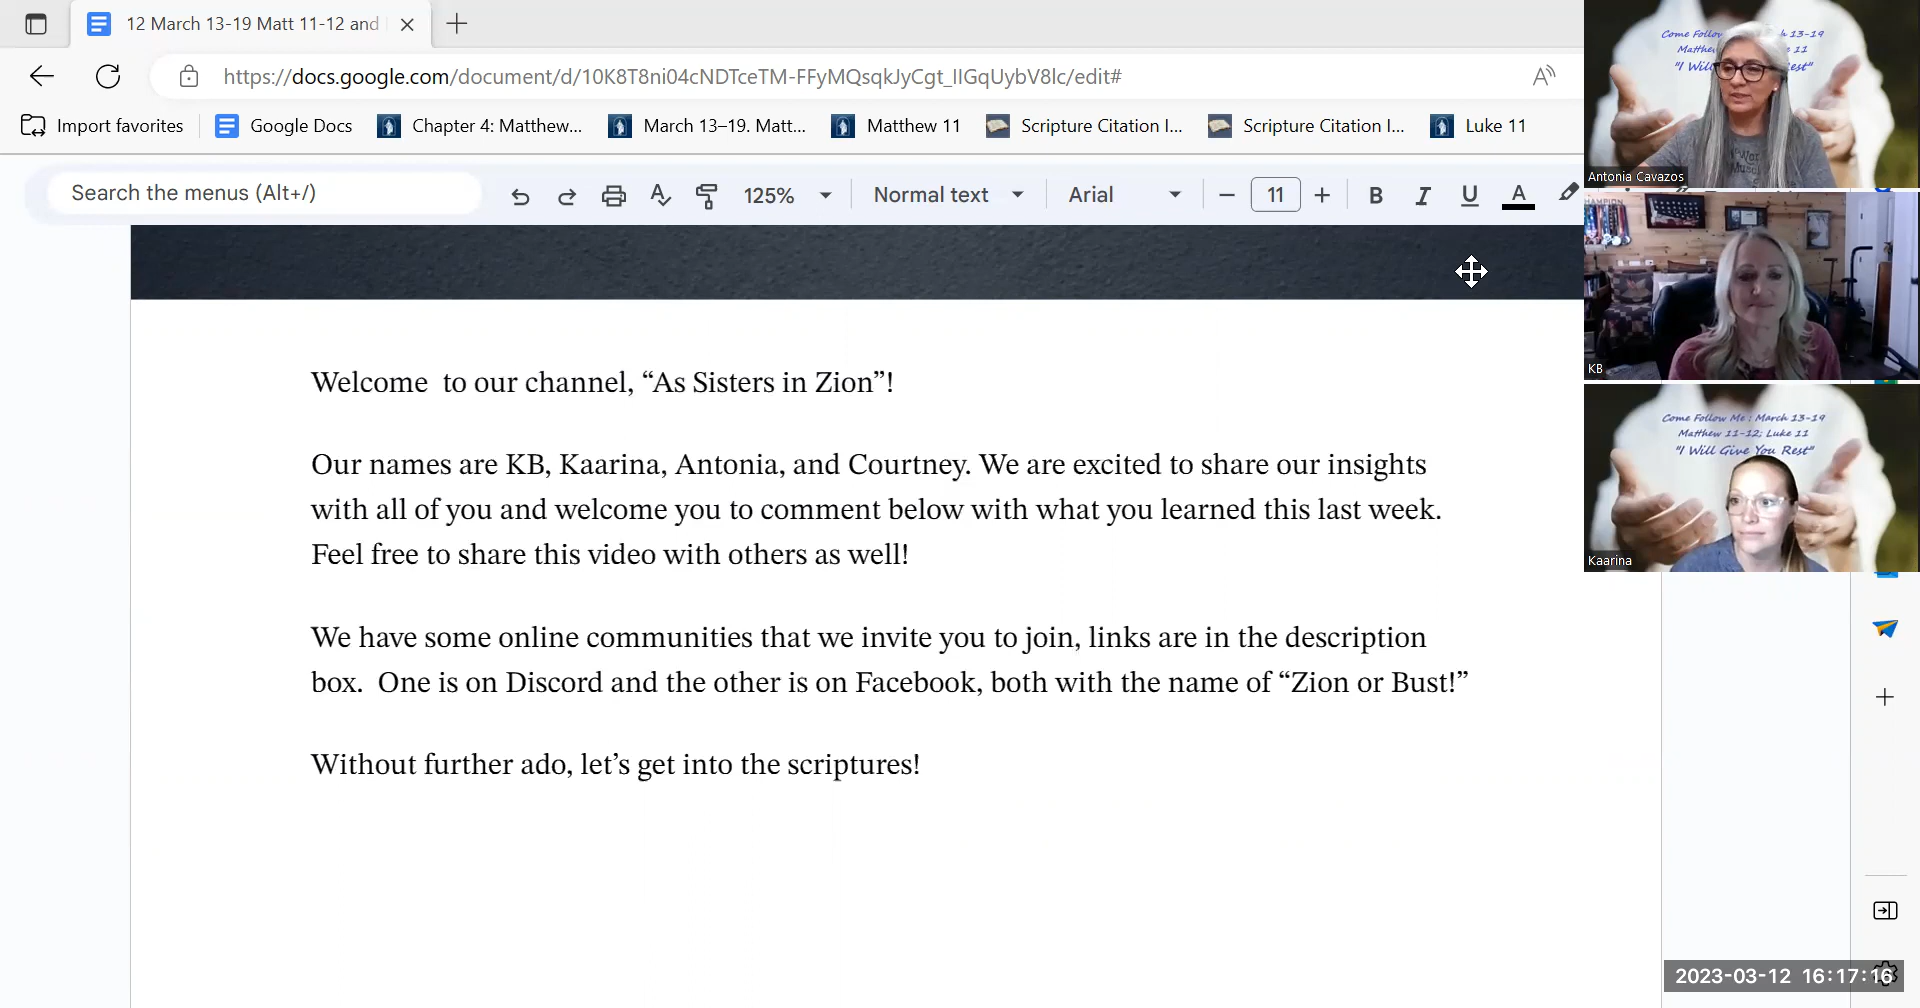 12 March 13-19 Matt 11-12 and
https://docs.google.com/document/d/10K8T8ni04cNDTceTM-FFyMQsqkJyCgt_IIGqUybV8lc/edit#
Import favorites
Google Docs
Chapter 4: Matthew...
March 13–19. Matt...
Matthew 11
Scripture Citation I...
Scripture Citation I...
Luke 11
Search the menus (Alt+/)
125%
Normal text
Arial
11
B I U A
Welcome  to our channel, “As Sisters in Zion”!
Our names are KB, Kaarina, Antonia, and Courtney. We are excited to share our insights
with all of you and welcome you to comment below with what you learned this last week.
Feel free to share this video with others as well!
We have some online communities that we invite you to join, links are in the description
box.  One is on Discord and the other is on Facebook, both with the name of “Zion or Bust!”
Without further ado, let’s get into the scriptures!
Antonia Cavazos
KB
Come Follow Me : March 13-19
Matthew 11-12; Luke 11
"I Will Give You Rest"
Kaarina
2023-03-12 16:17:16